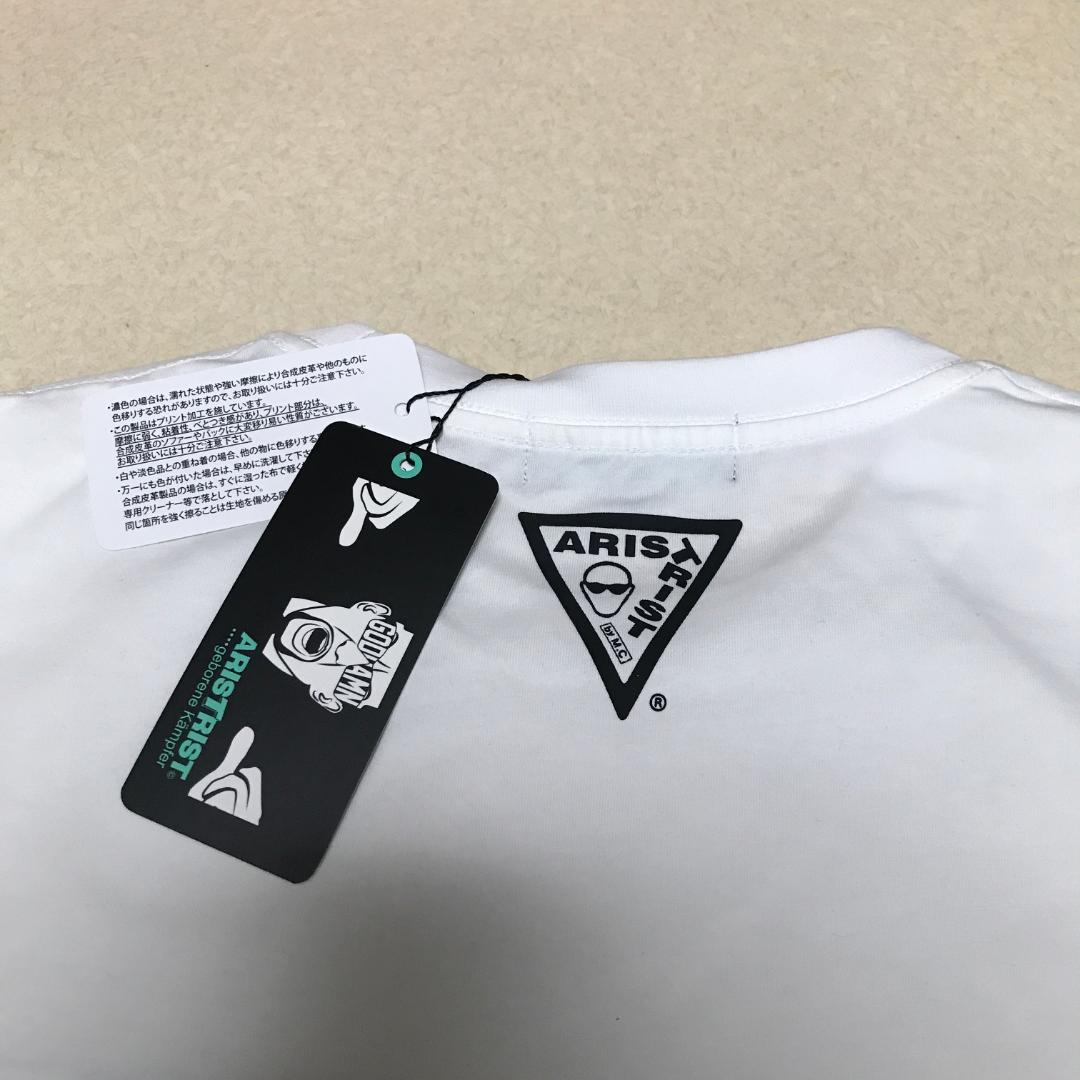 ・濃色の場合は、濡れた状態や強い摩擦により合成皮革や他のものに
色移りする恐れがありますので、お取り扱いには十分ご注意下さい。
・この製品はプリント加工を施しています。
摩擦に弱く、粘着性、べとつき感があり、プリント部分は、
合成皮革のソファーやバックに大変移り易い性質がございます。
お取り扱いには十分ご注意下さい。
・白や淡色品との重ね着の場合、他の物に色移りする
・万一にも色が付いた場合は、早めに洗濯して下さ
合成皮革製品の場合は、すぐに湿った布で軽く
専用クリーナー等で落として下さい。
同じ箇所を強く擦ることは生地を傷める
GODDAMN
ARISTRIST
....geborene Kämpfer©
ARISTRIST
by M.C
®